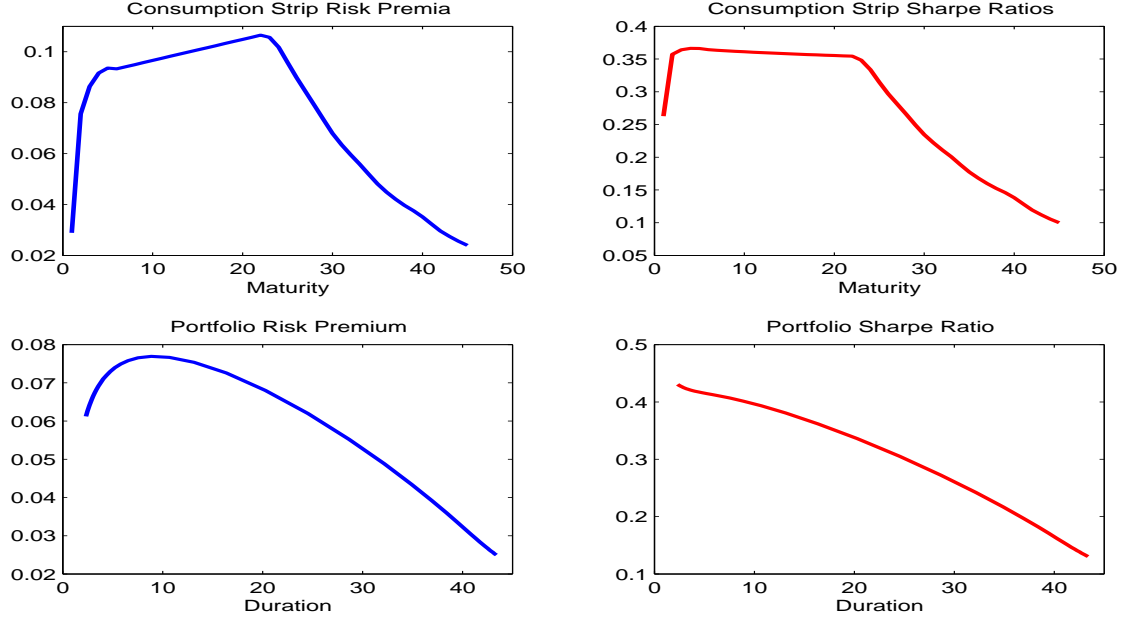 Consumption Strip Risk Premia
0.1
0.08
0.06
0.04
0.02
0 10 20 30 40 50
Maturity
Consumption Strip Sharpe Ratios
0.4
0.35
0.3
0.25
0.2
0.15
0.1
0.05
0 10 20 30 40 50
Maturity
Portfolio Risk Premium
0.08
0.07
0.06
0.05
0.04
0.03
0.02
0 10 20 30 40
Duration
Portfolio Sharpe Ratio
0.5
0.4
0.3
0.2
0.1
0 10 20 30 40
Duration